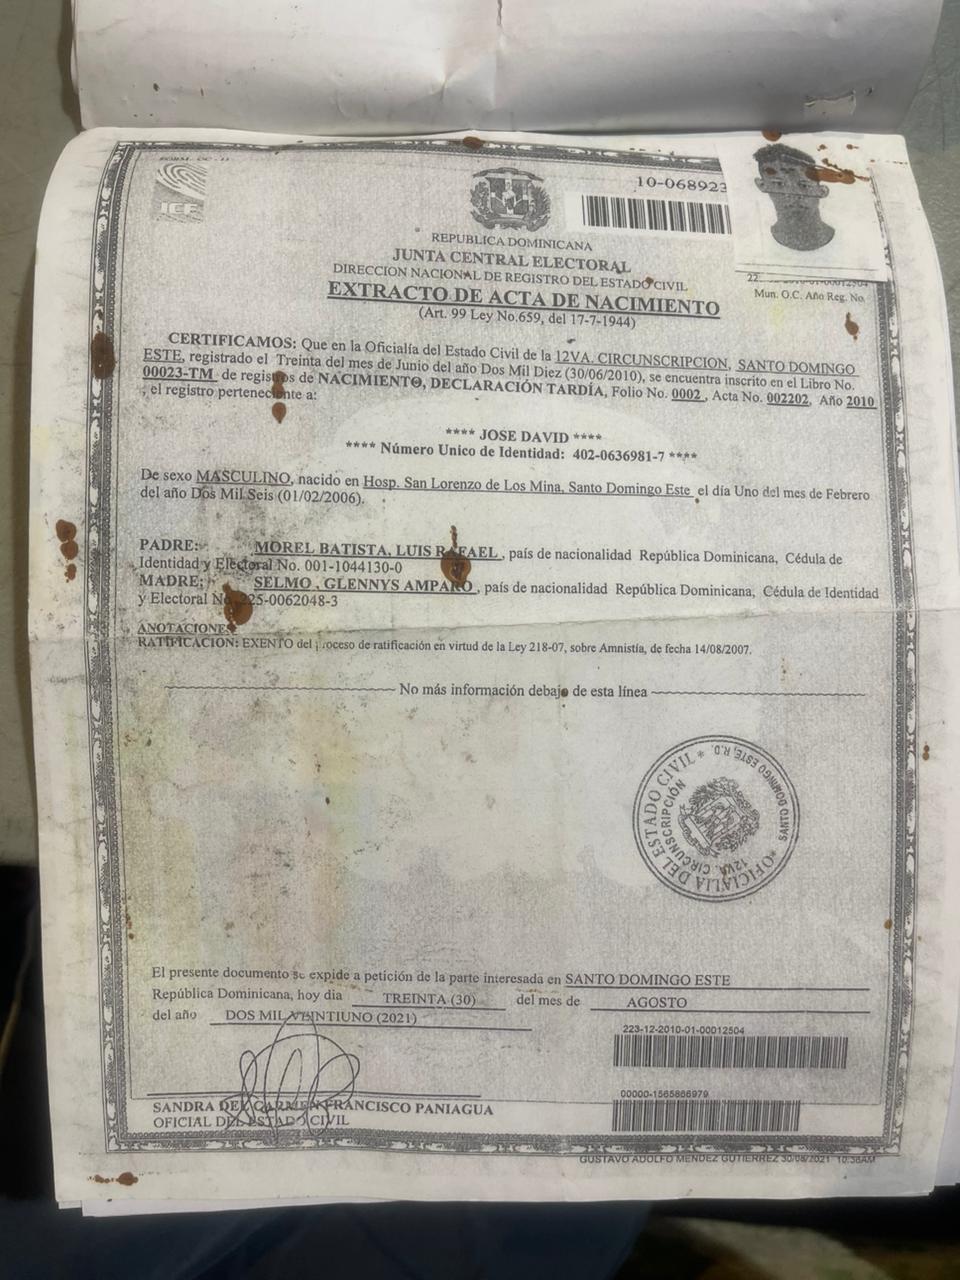 FORM. OC-11
JCE
10-068923
REPUBLICA DOMINICANA
JUNTA CENTRAL ELECTORAL
DIRECCION NACIONAL DE REGISTRO DEL ESTADO CIVIL
EXTRACTO DE ACTA DE NACIMIENTO
(Art. 99 Ley No.659, del 17-7-1944)
Mun. O.C. Año Reg. No.
CERTIFICAMOS: Que en la Oficialía del Estado Civil de la 12VA. CIRCUNSCRIPCION, SANTO DOMINGO
ESTE, registrado el Treinta del mes de Junio del año Dos Mil Diez (30/06/2010), se encuentra inscrito en el Libro No.
00023-TM de registros de NACIMIENTO, DECLARACIÓN TARDÍA, Folio No. 0002 , Acta No. 002202, Año 2010
, el registro perteneciente a:
**** JOSE DAVID ****
**** Número Unico de Identidad: 402-0636981-7 ****
De sexo MASCULINO, nacido en Hosp. San Lorenzo de Los Mina, Santo Domingo Este el día Uno del mes de Febrero
del año Dos Mil Seis (01/02/2006).
PADRE: MOREL BATISTA, LUIS RAFAEL , país de nacionalidad República Dominicana, Cédula de
Identidad y Electoral No. 001-1044130-0
MADRE: SELMO , GLENNYS AMPARO , país de nacionalidad República Dominicana, Cédula de Identidad
y Electoral No. 225-0062048-3
ANOTACIONES
RATIFICACION: EXENTO del proceso de ratificación en virtud de la Ley 218-07, sobre Amnistía, de fecha 14/08/2007.
No más información debajo de esta línea
OFICIALIA DEL ESTADO CIVIL * SANTO DOMINGO ESTE, R.D. *
12VA. CIRCUNSCRIPCIÓN
El presente documento se expide a petición de la parte interesada en SANTO DOMINGO ESTE
República Dominicana, hoy dia TREINTA (30) del mes de AGOSTO
del año DOS MIL VEINTIUNO (2021)
223-12-2010-01-00012504
00000-1565866979
SANDRA DEL CARMEN FRANCISCO PANIAGUA
OFICIAL DEL ESTADO CIVIL
GUSTAVO ADOLFO MENDEZ GUTIERREZ 30/08/2021 10:36AM